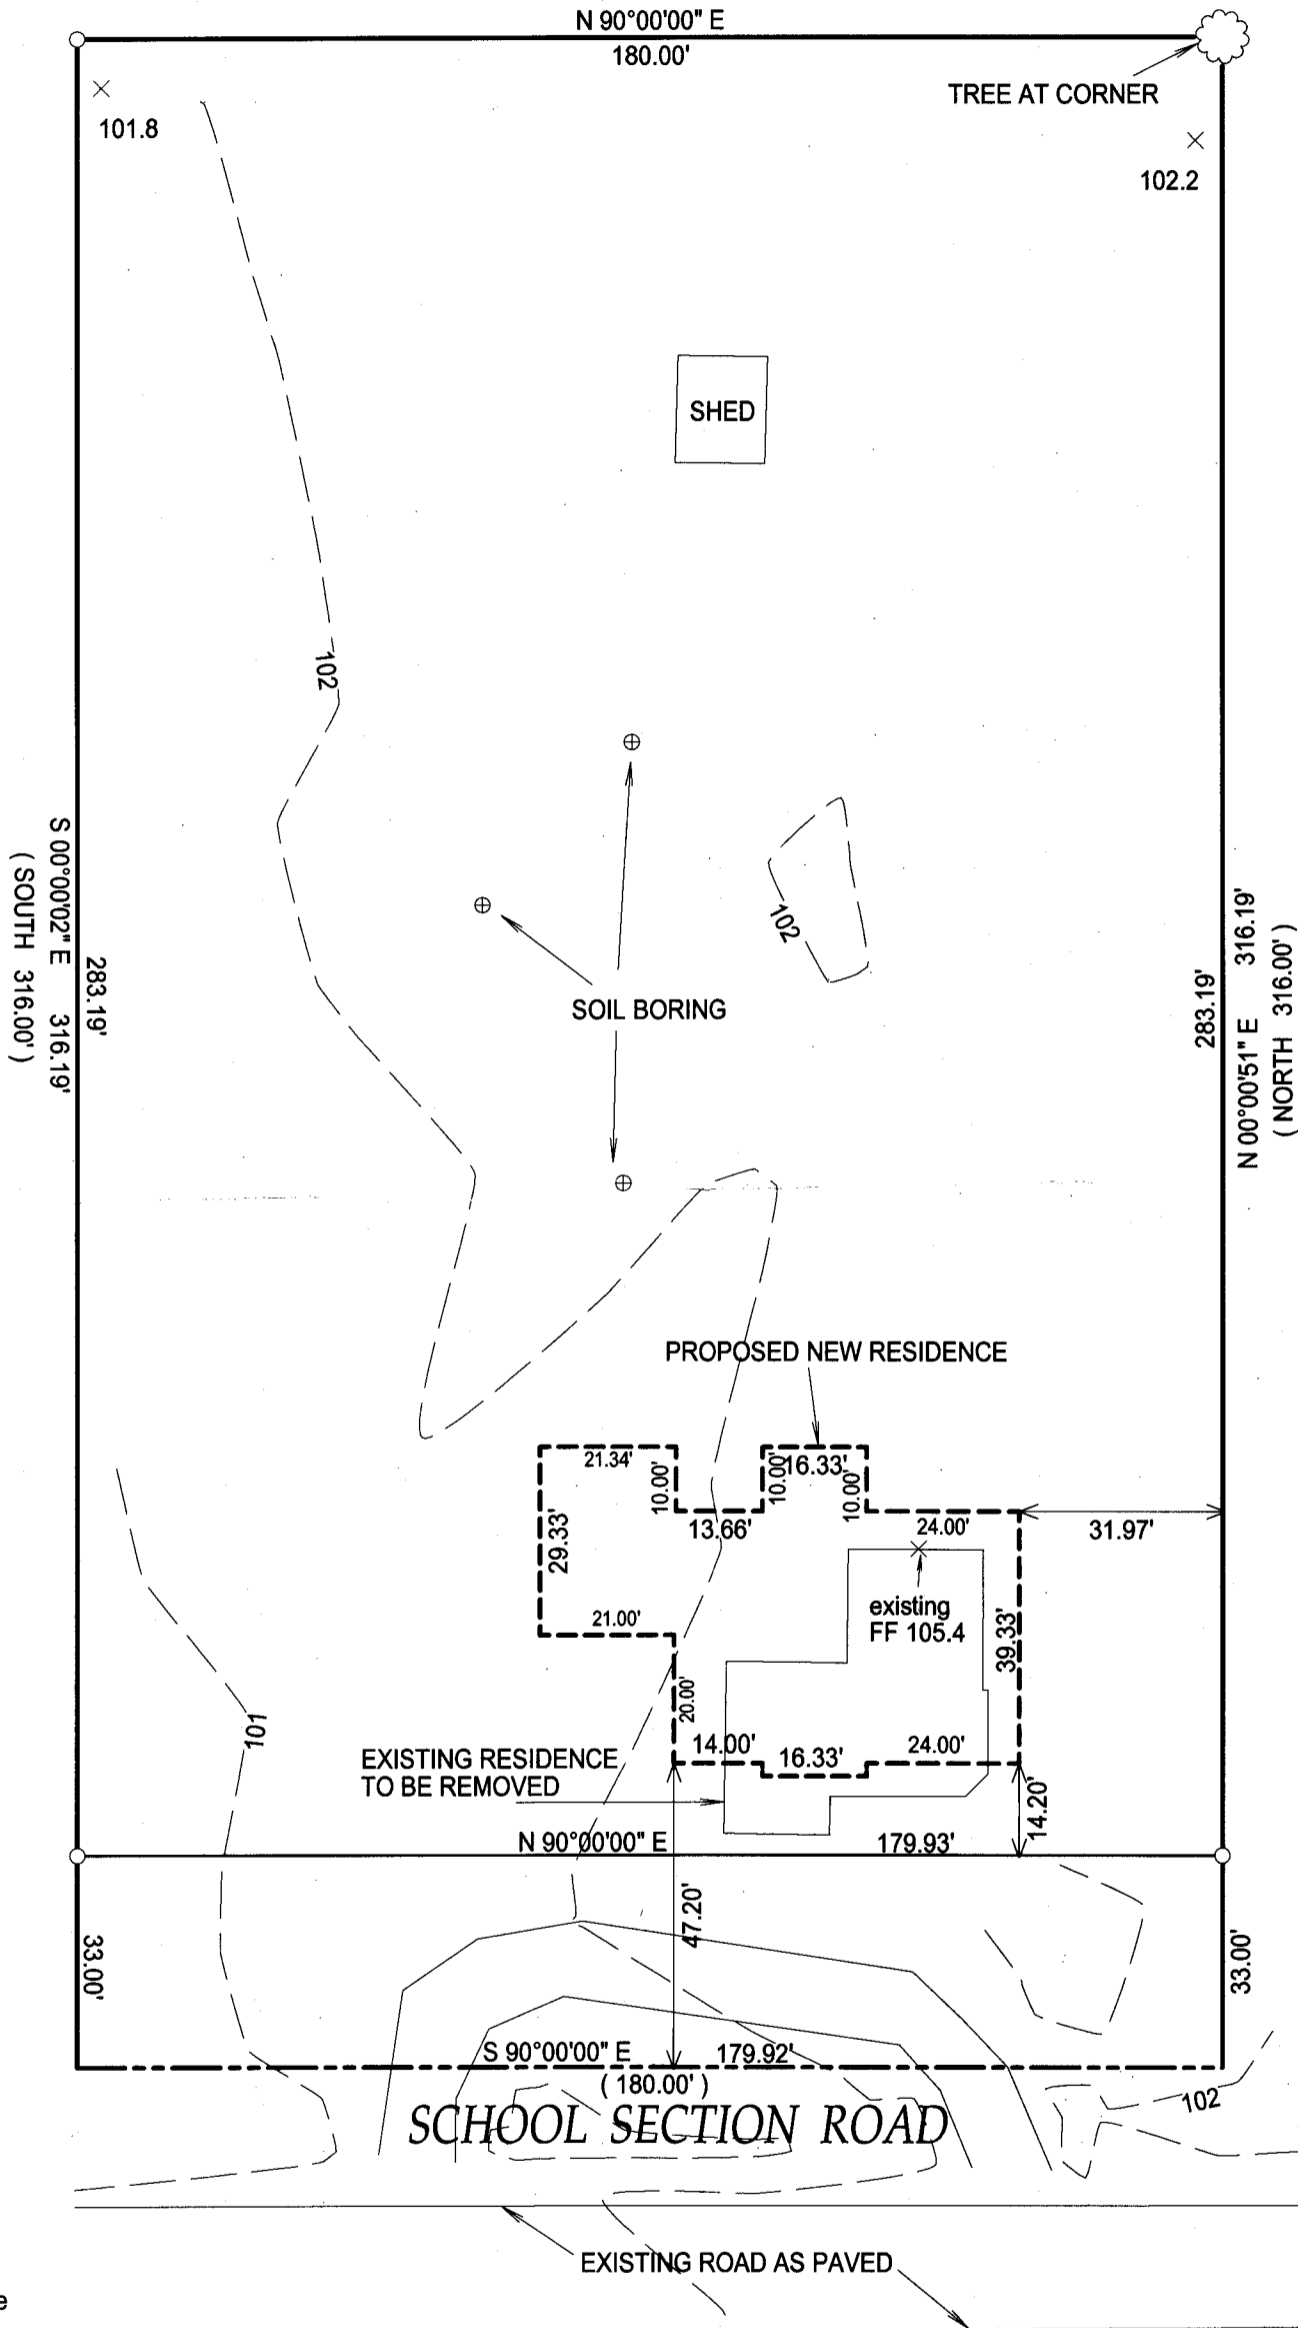 N 90°00'00" E
180.00'
TREE AT CORNER
101.8
102.2
SHED
102
102
SOIL BORING
S 00°00'02" E 316.19'
( SOUTH 316.00' )
283.19'
283.19'
N 00°00'51" E 316.19'
( NORTH 316.00' )
PROPOSED NEW RESIDENCE
21.34'
10.00'
10.00'
16.33'
10.00'
13.66'
24.00'
31.97'
29.33'
existing
FF 105.4
39.33'
21.00'
20.00'
101
14.00'
16.33'
24.00'
EXISTING RESIDENCE
TO BE REMOVED
14.20'
N 90°00'00" E
179.93'
47.20'
33.00'
33.00'
S 90°00'00" E
179.92'
( 180.00' )
102
SCHOOL SECTION ROAD
EXISTING ROAD AS PAVED
e